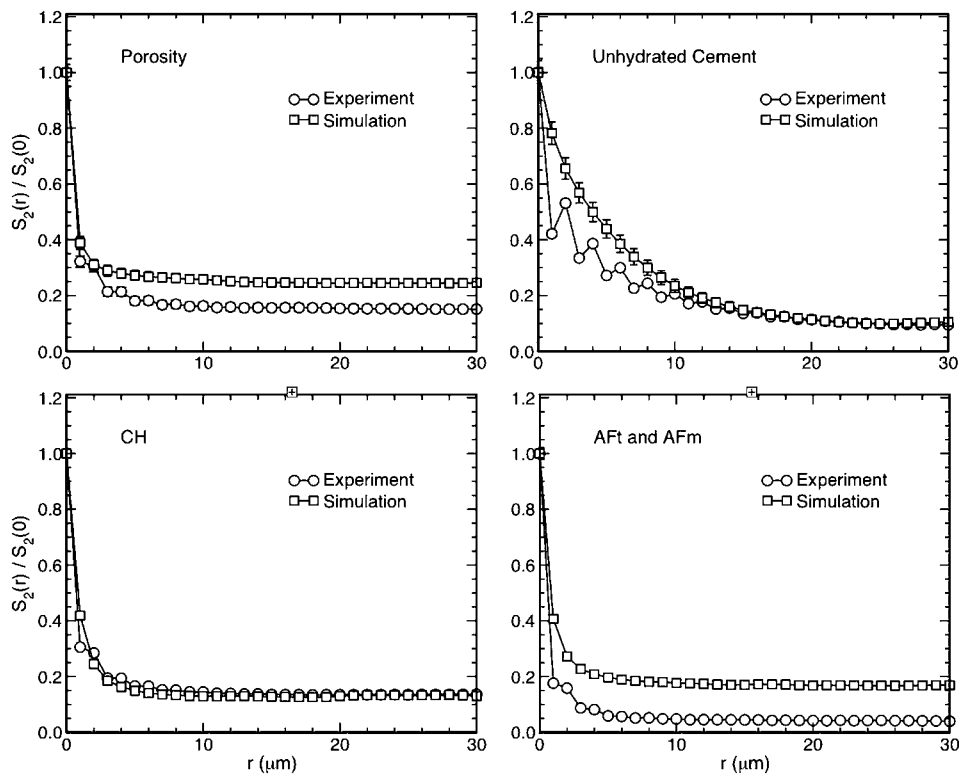 Porosity
Experiment
Simulation
S2(r) / S2(0)
1.2
1.0
0.8
0.6
0.4
0.2
0.0
0 10 20 30
Unhydrated Cement
Experiment
Simulation
1.2
1.0
0.8
0.6
0.4
0.2
0.0
0 10 20 30
CH
Experiment
Simulation
S2(r) / S2(0)
1.2
1.0
0.8
0.6
0.4
0.2
0.0
0 10 20 30
r (μm)
AFt and AFm
Experiment
Simulation
1.2
1.0
0.8
0.6
0.4
0.2
0.0
0 10 20 30
r (μm)